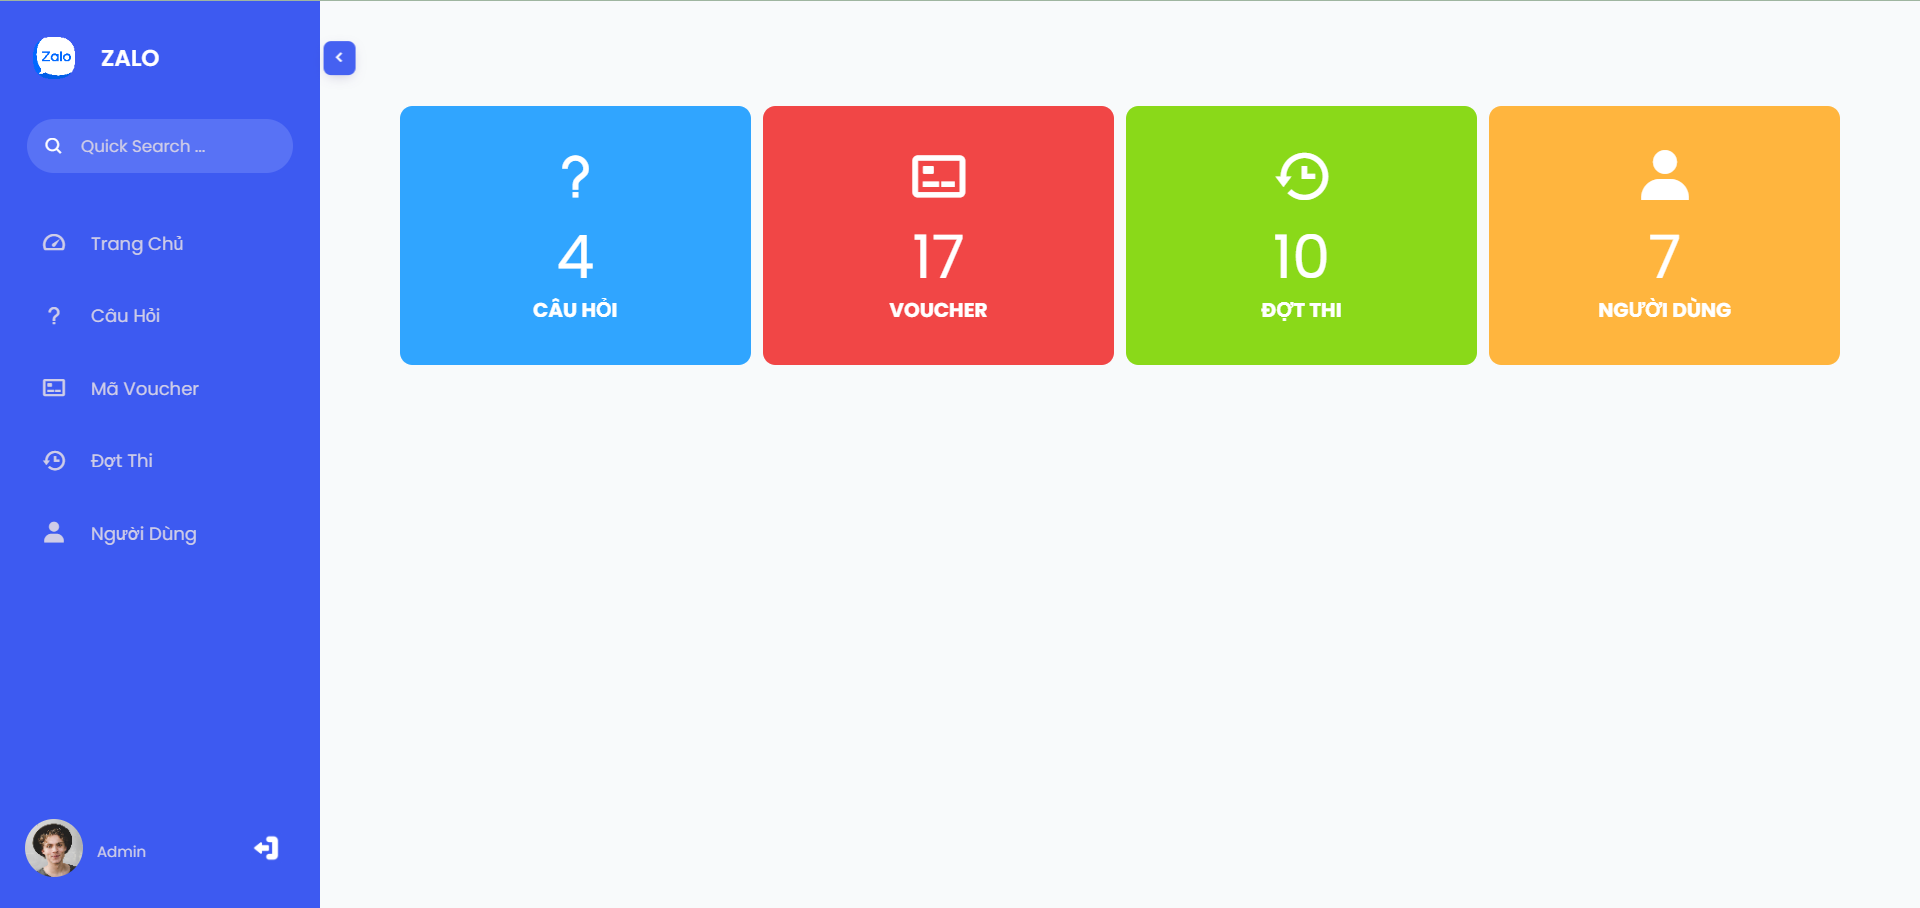 Zalo
ZALO
Quick Search ...
Trang Chủ
Câu Hỏi
Mã Voucher
Đợt Thi
Người Dùng
Admin
?
4
CÂU HỎI
17
VOUCHER
10
ĐỢT THI
7
NGƯỜI DÙNG